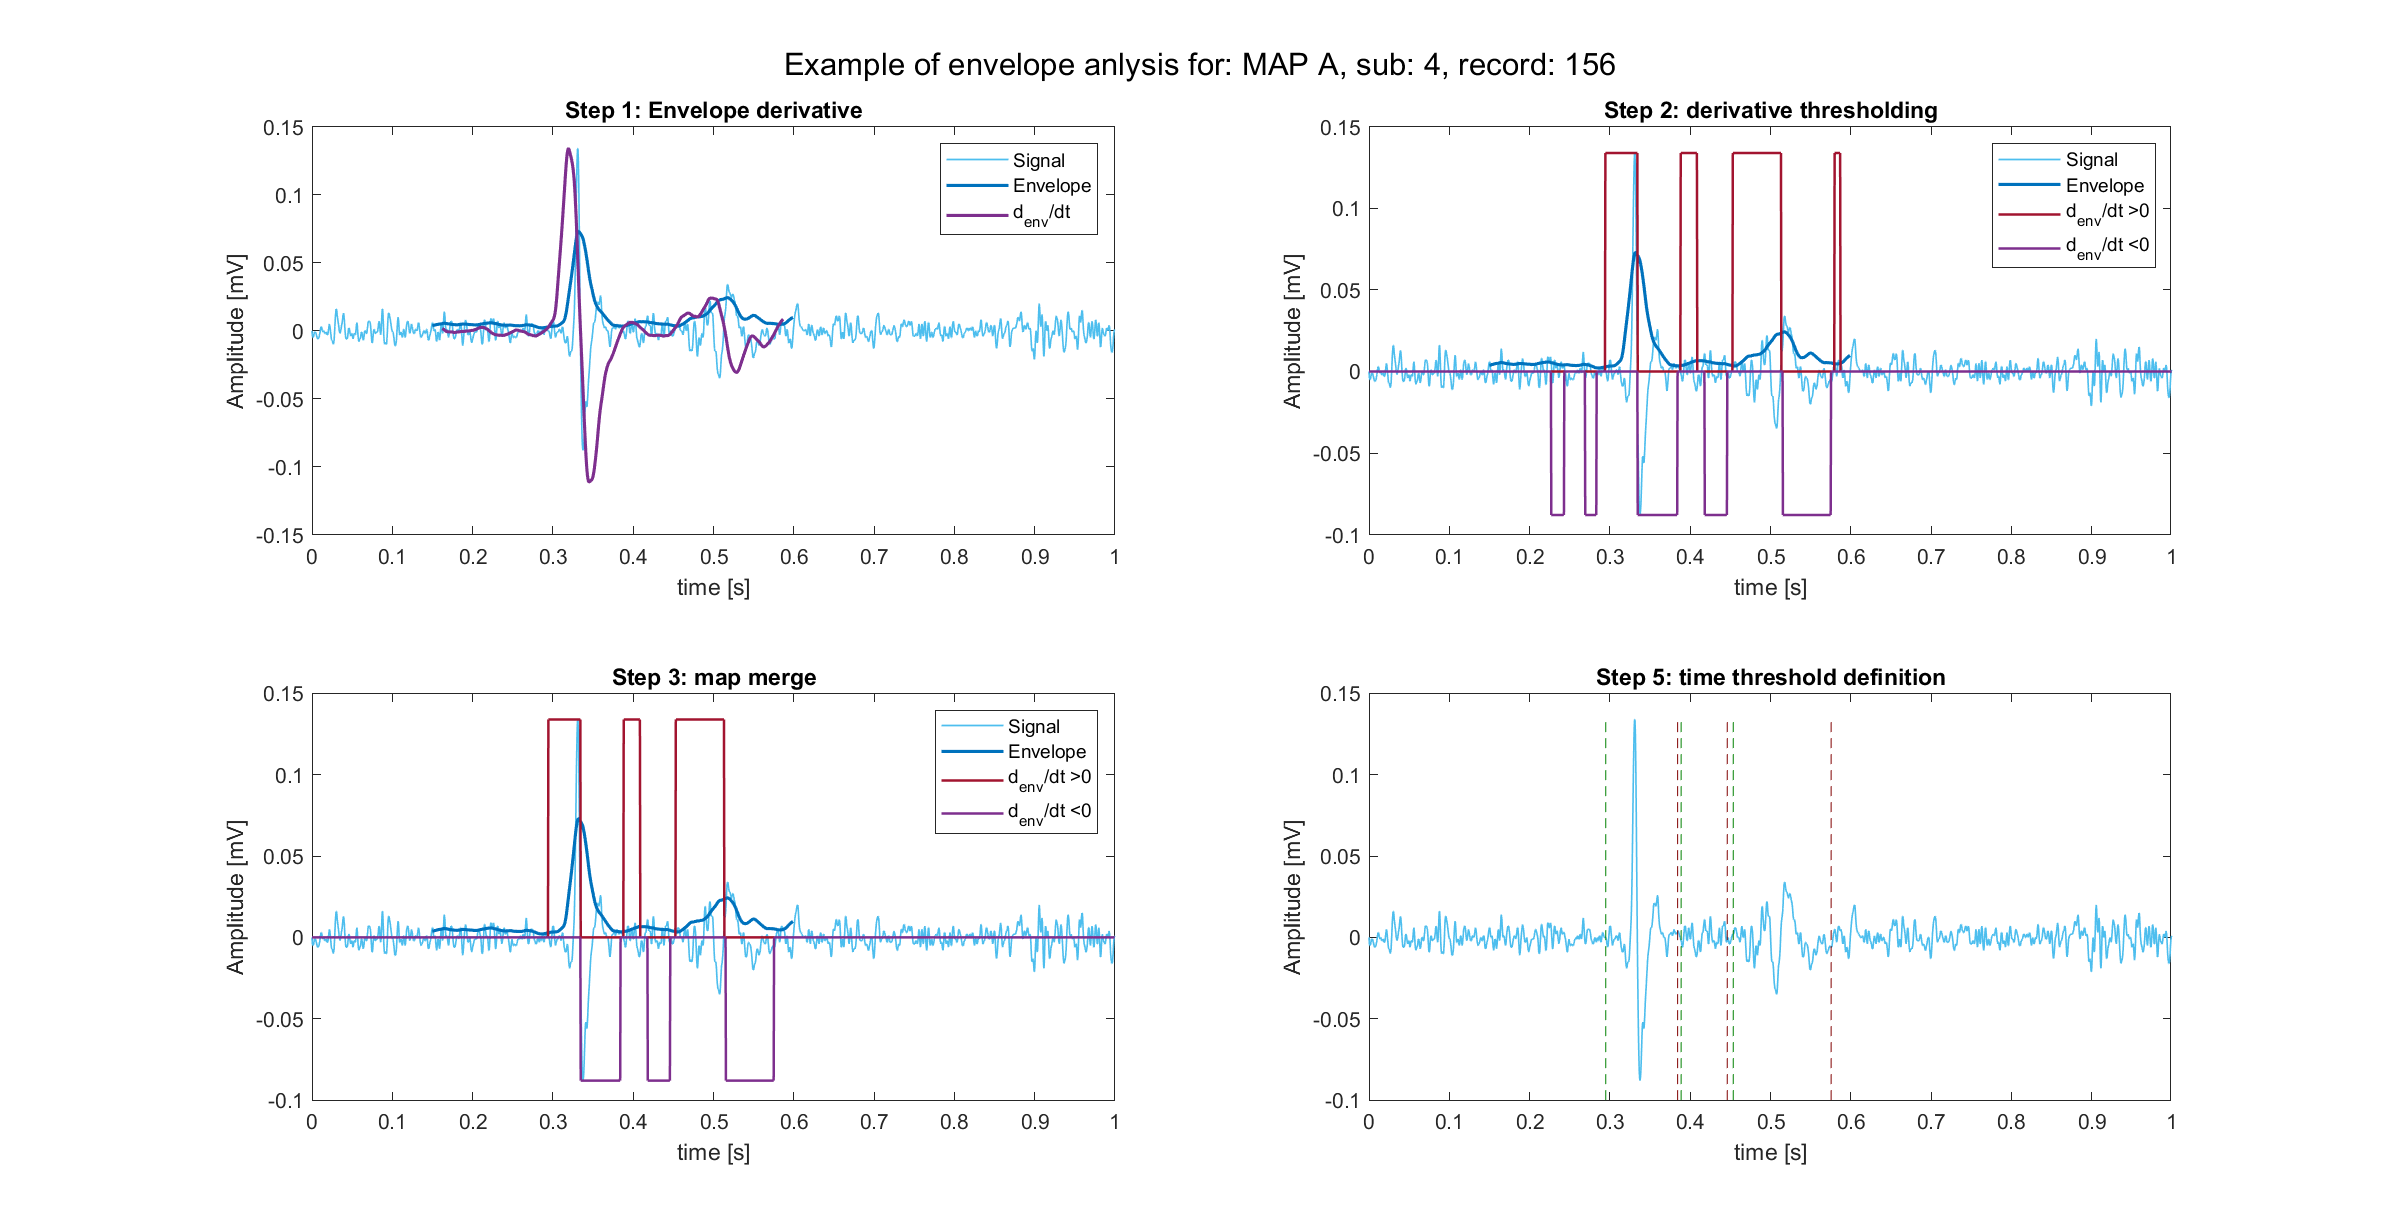 Example of envelope anlysis for: MAP A, sub: 4, record: 156
Step 1: Envelope derivative
0.15
0.1
0.05
0
-0.05
-0.1
-0.15
Amplitude [mV]
0 0.1 0.2 0.3 0.4 0.5 0.6 0.7 0.8 0.9 1
time [s]
Signal
Envelope
d_env/dt
Step 2: derivative thresholding
0.15
0.1
0.05
0
-0.05
-0.1
Amplitude [mV]
0 0.1 0.2 0.3 0.4 0.5 0.6 0.7 0.8 0.9 1
time [s]
Signal
Envelope
d_env/dt >0
d_env/dt <0
Step 3: map merge
0.15
0.1
0.05
0
-0.05
-0.1
Amplitude [mV]
0 0.1 0.2 0.3 0.4 0.5 0.6 0.7 0.8 0.9 1
time [s]
Signal
Envelope
d_env/dt >0
d_env/dt <0
Step 5: time threshold definition
0.15
0.1
0.05
0
-0.05
-0.1
Amplitude [mV]
0 0.1 0.2 0.3 0.4 0.5 0.6 0.7 0.8 0.9 1
time [s]